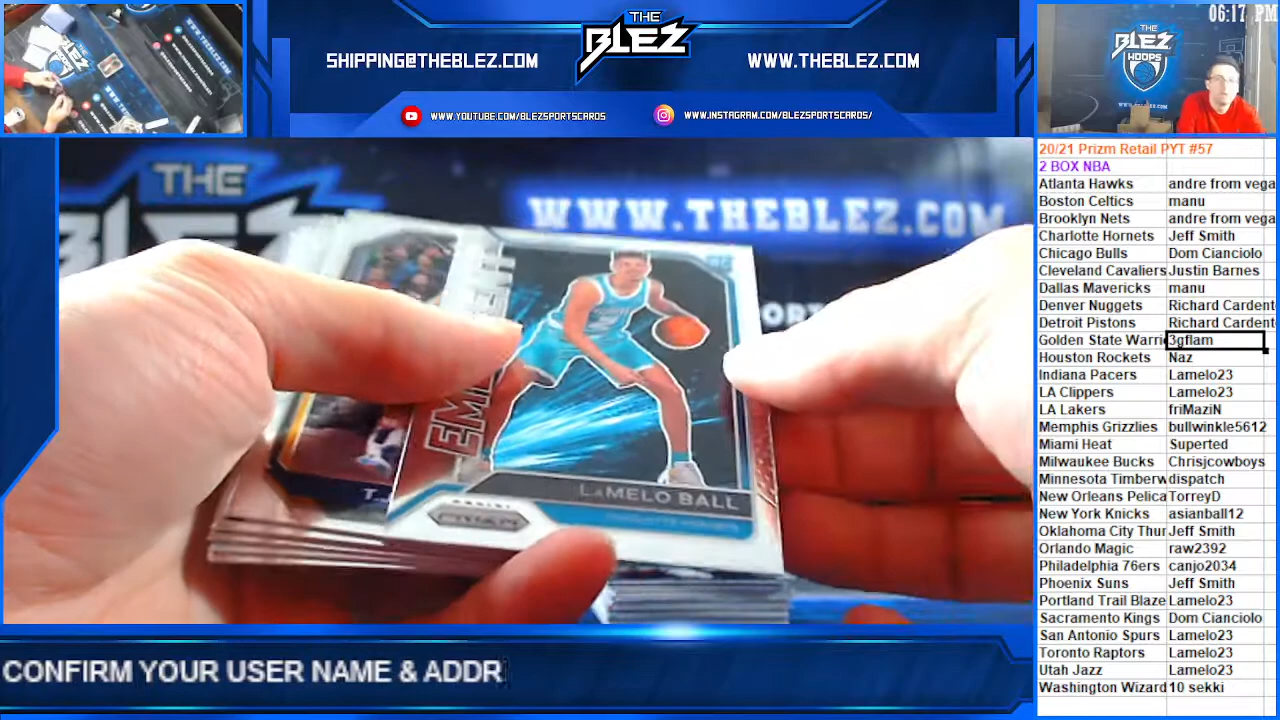 06:17 PM
THE
BLEZ
SHIPPING@THEBLEZ.COM
WWW.THEBLEZ.COM
WWW.YOUTUBE.COM/BLEZSPORTSCARDS
WWW.INSTAGRAM.COM/BLEZSPORTSCARDS/
THE
BLEZ
HOOPS
THE
WWW.THEBLEZ.COM
LAMELO BALL
PANINI
PRIZM
20/21 Prizm Retail PYT #57
2 BOX NBA
Atlanta Hawks andre from vega
Boston Celtics manu
Brooklyn Nets andre from vega
Charlotte Hornets Jeff Smith
Chicago Bulls Dom Cianciolo
Cleveland Cavaliers Justin Barnes
Dallas Mavericks manu
Denver Nuggets Richard Cardent
Detroit Pistons Richard Cardent
Golden State Warri 3gflam
Houston Rockets Naz
Indiana Pacers Lamelo23
LA Clippers Lamelo23
LA Lakers friMaziN
Memphis Grizzlies bullwinkle5612
Miami Heat Superted
Milwaukee Bucks Chrisjcowboys
Minnesota Timberw dispatch
New Orleans Pelica TorreyD
New York Knicks asianball12
Oklahoma City Thur Jeff Smith
Orlando Magic raw2392
Philadelphia 76ers canjo2034
Phoenix Suns Jeff Smith
Portland Trail Blaze Lamelo23
Sacramento Kings Dom Cianciolo
San Antonio Spurs Lamelo23
Toronto Raptors Lamelo23
Utah Jazz Lamelo23
Washington Wizard 10 sekki
CONFIRM YOUR USER NAME & ADDR